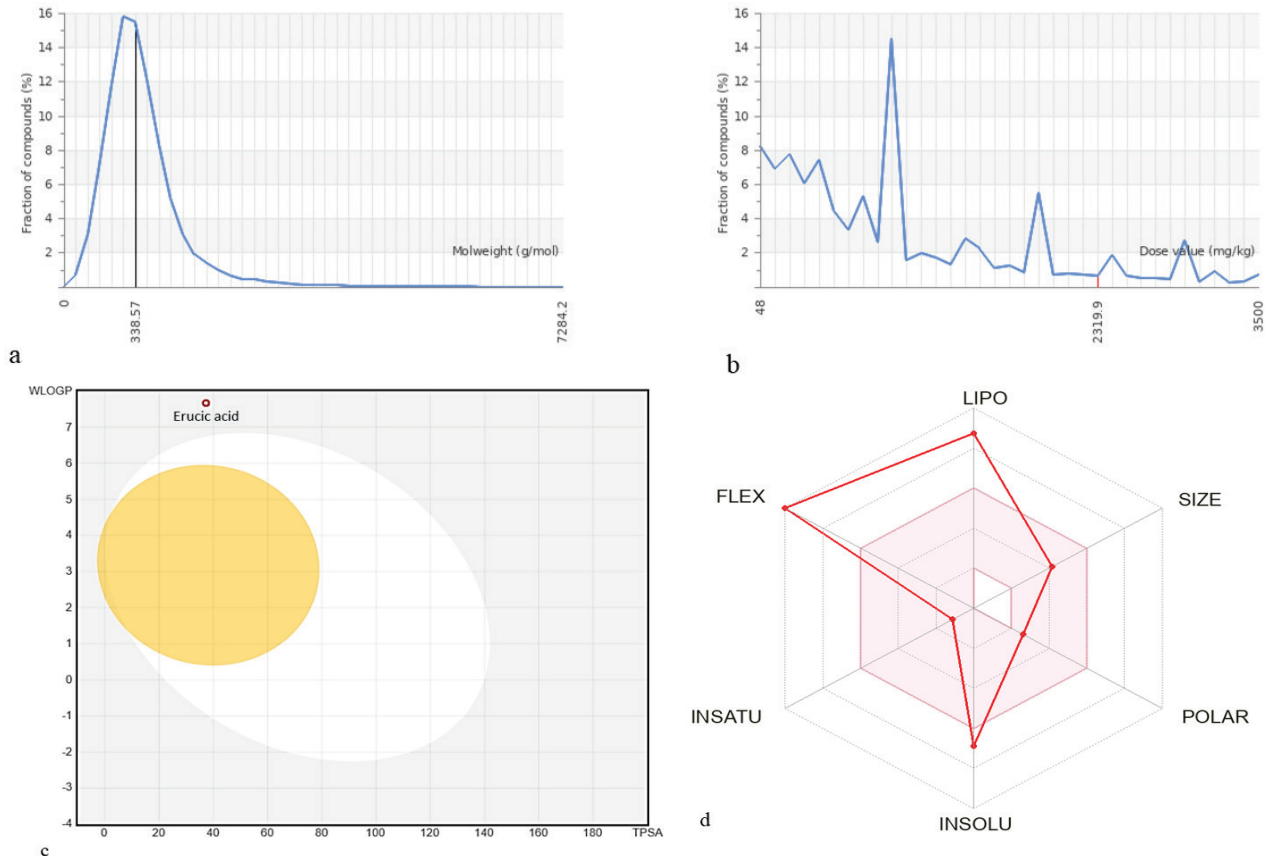 16
14
12
10
8
6
4
2
Fraction of compounds (%)
Molweight (g/mol)
0
338.57
7284.2
a
16
14
12
10
8
6
4
2
Fraction of compounds (%)
Dose value (mg/kg)
48
2319.9
3500
b
WLOGP
Erucic acid
7
6
5
4
3
2
1
0
-1
-2
-3
-4
0 20 40 60 80 100 120 140 160 180 TPSA
c
LIPO
FLEX
SIZE
INSATU
POLAR
INSOLU
d